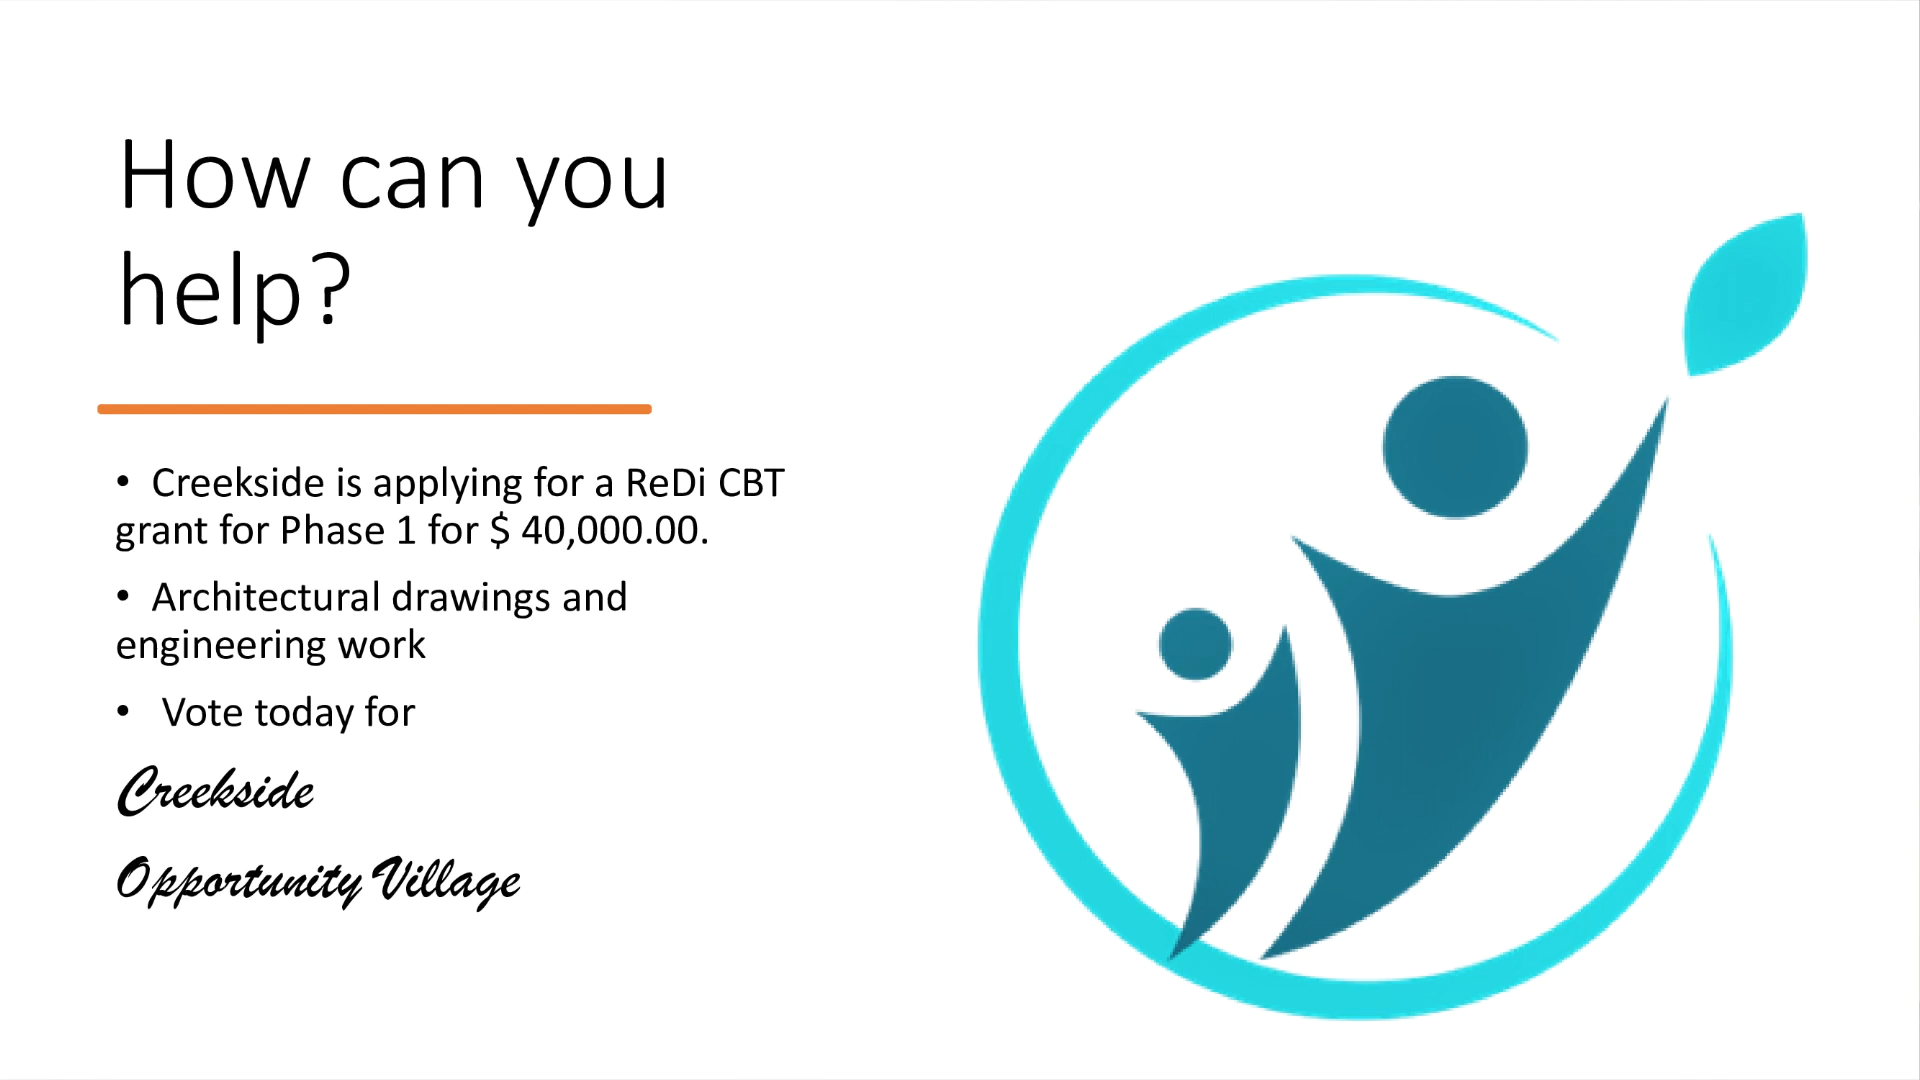 How can you
help?
• Creekside is applying for a ReDi CBT
grant for Phase 1 for $ 40,000.00.
• Architectural drawings and
engineering work
• Vote today for
Creekside
Opportunity Village